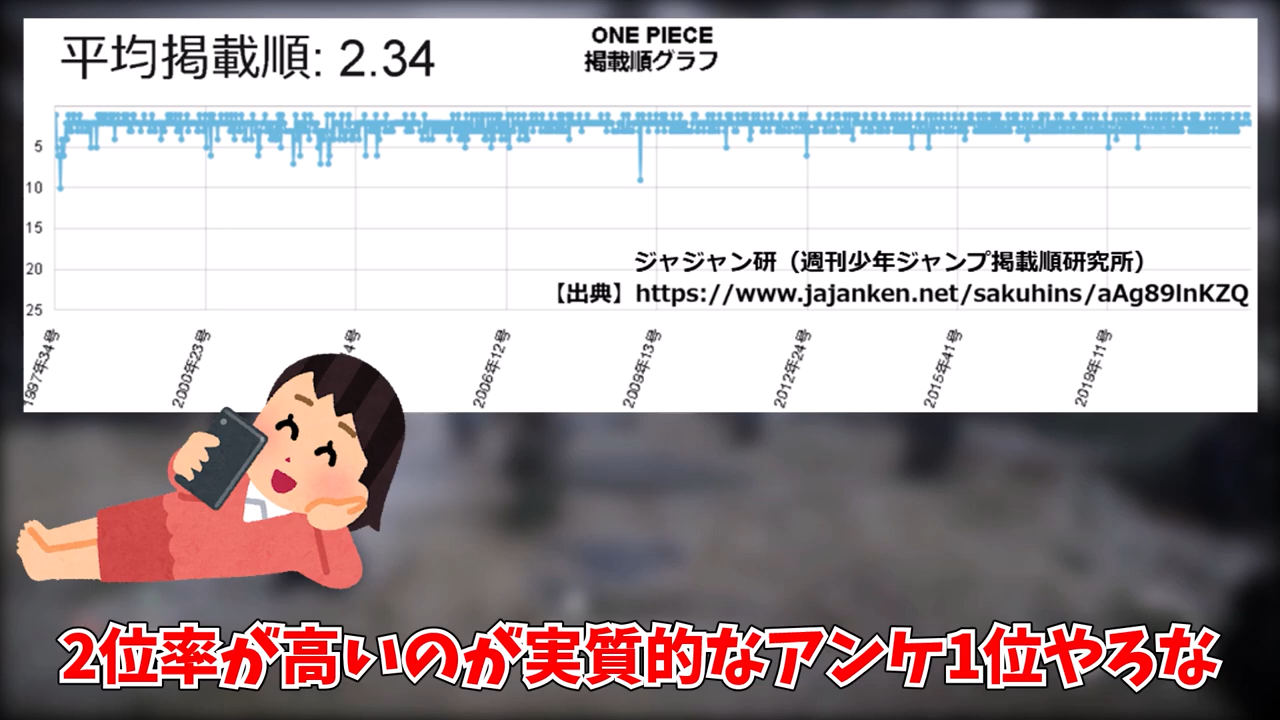 平均掲載順: 2.34
ONE PIECE
掲載順グラフ
5
10
15
20
25
ジャジャン研（週刊少年ジャンプ掲載順研究所）
【出典】https://www.jajanken.net/sakuhins/aAg89lnKZQ
1997年34号
2000年23号
4号
2006年12号
2009年13号
2012年24号
2015年41号
2019年11号
2位率が高いのが実質的なアンケ1位やろな